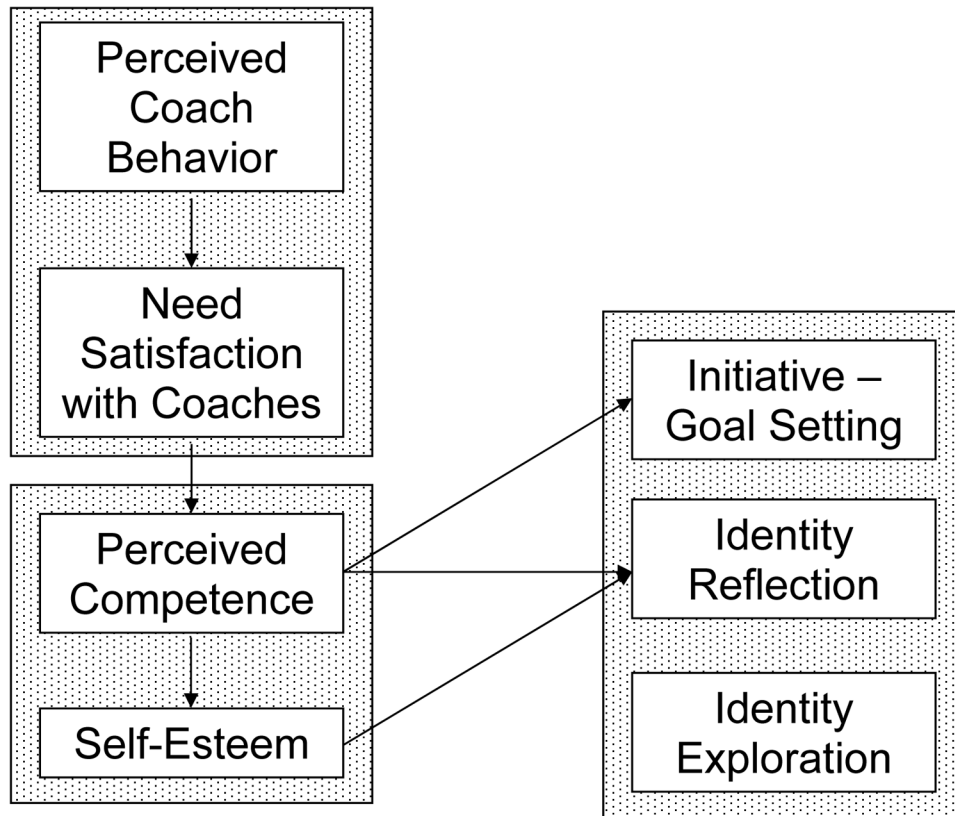 Perceived
Coach
Behavior
Need
Satisfaction
with Coaches
Perceived
Competence
Self-Esteem
Initiative –
Goal Setting
Identity
Reflection
Identity
Exploration